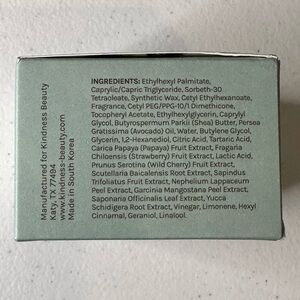 INGREDIENTS: Ethylhexyl Palmitate,
Caprylic/Capric Triglyceride, Sorbeth-30
Tetraoleate, Synthetic Wax, Cetyl Ethylhexanoate,
Fragrance, Cetyl PEG/PPG-10/1 Dimethicone,
Tocopheryl Acetate, Ethylhexylglycerin, Caprylyl
Glycol, Butyrospermum Parkii (Shea) Butter, Persea
Gratissima (Avocado) Oil, Water, Butylene Glycol,
Glycerin, 1,2-Hexanediol, Citric Acid, Tartaric Acid,
Carica Papaya (Papaya) Fruit Extract, Fragaria
Chiloensis (Strawberry) Fruit Extract, Lactic Acid,
Prunus Serotina (Wild Cherry) Fruit Extract,
Scutellaria Baicalensis Root Extract, Sapindus
Trifoliatus Fruit Extract, Nephelium Lappaceum
Peel Extract, Garcinia Mangostana Peel Extract,
Saponaria Officinalis Leaf Extract, Yucca
Schidigera Root Extract, Vinegar, Limonene, Hexyl
Cinnamal, Geraniol, Linalool.
Manufactured for Kindness Beauty
Katy, TX 77494
www.kindness-beauty.com
Made in South Korea